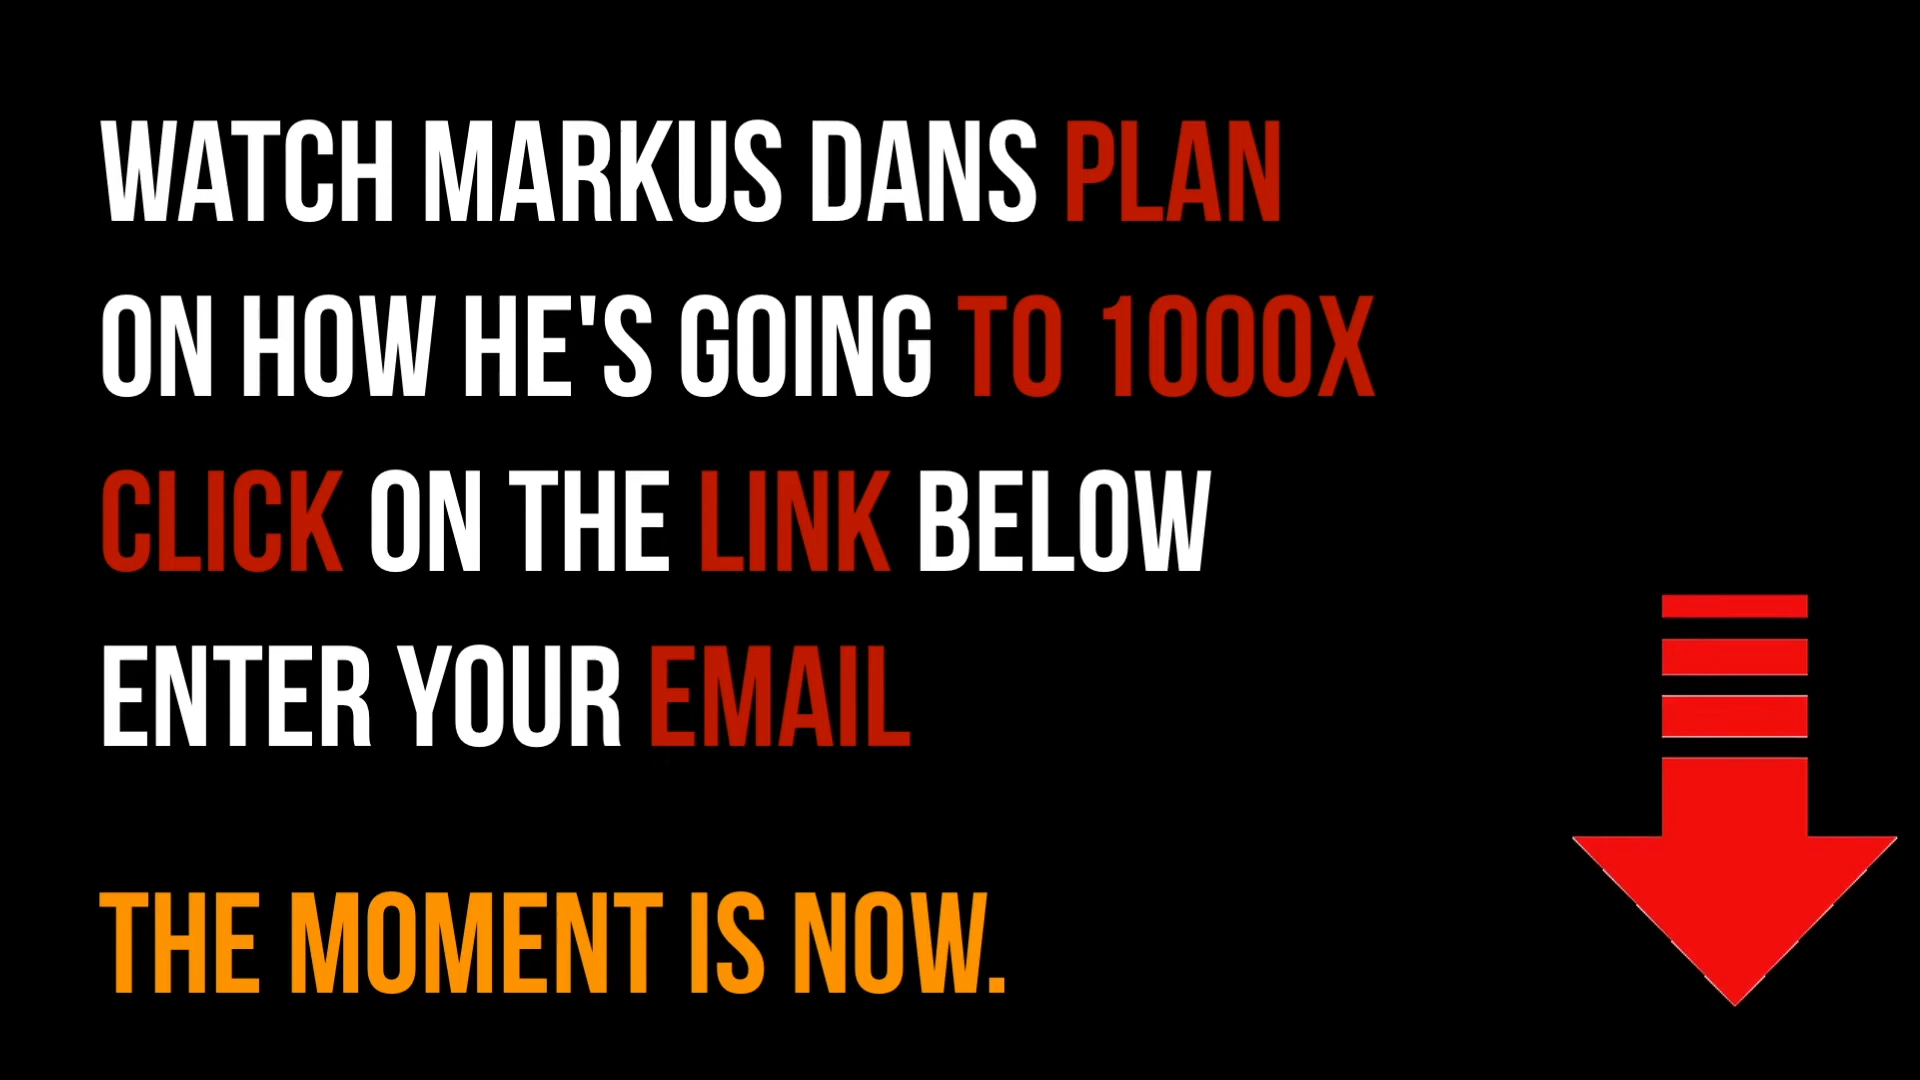 WATCH MARKUS DANS PLAN
ON HOW HE'S GOING TO 1000X
CLICK ON THE LINK BELOW
ENTER YOUR EMAIL
THE MOMENT IS NOW.